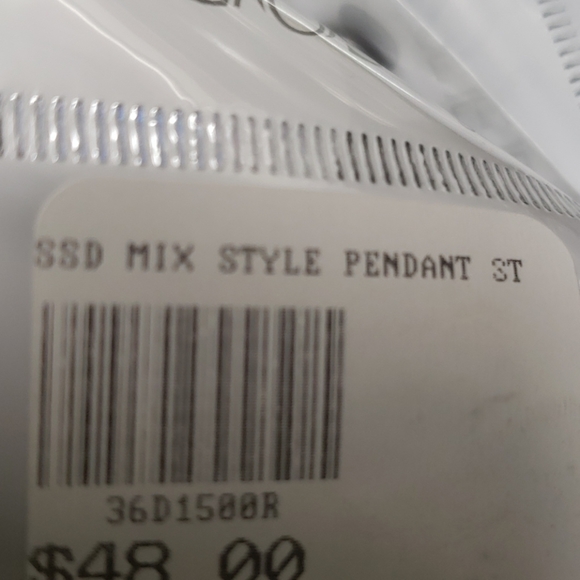 SSD MIX STYLE PENDANT ST
36D1500R
$48.00